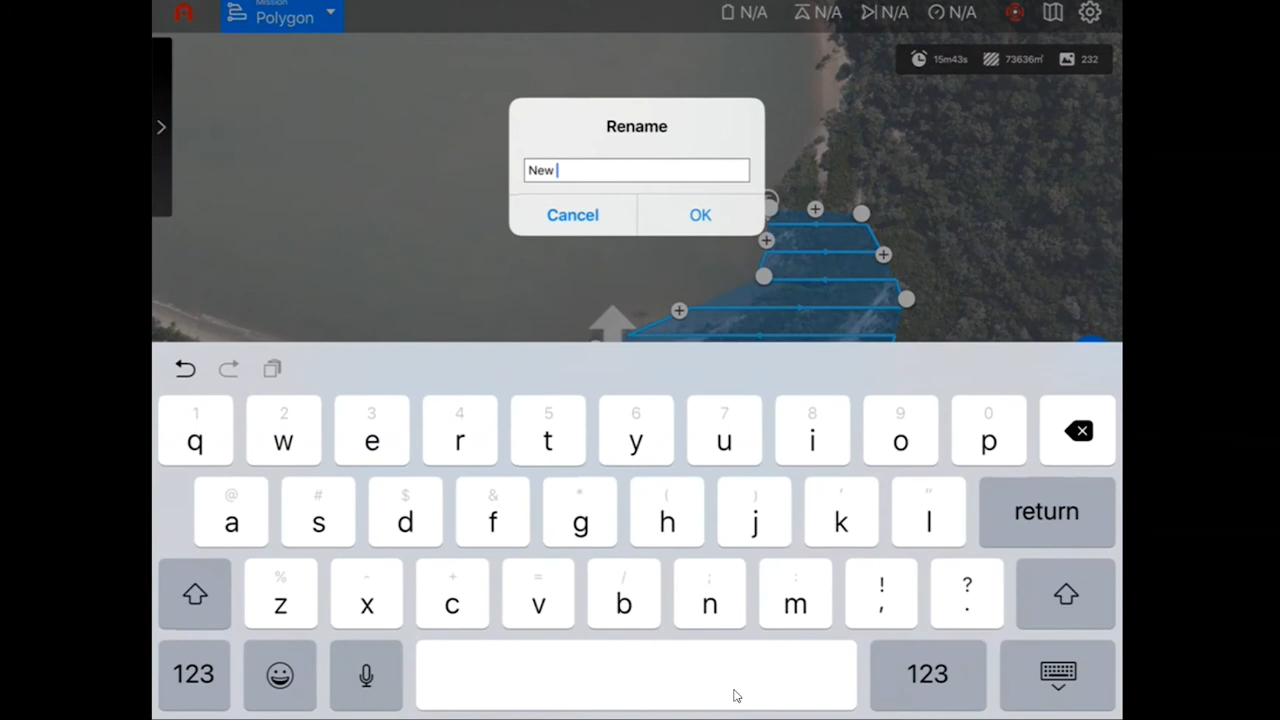 Mission
Polygon
N/A N/A N/A N/A
15m43s 73636㎡ 232
Rename
New
Cancel OK
1 2 3 4 5 6 7 8 9 0
q w e r t y u i o p
@ # $ & * ( ) ' "
a s d f g h j k l return
% - + = / ; : ! ?
z x c v b n m , .
123 123